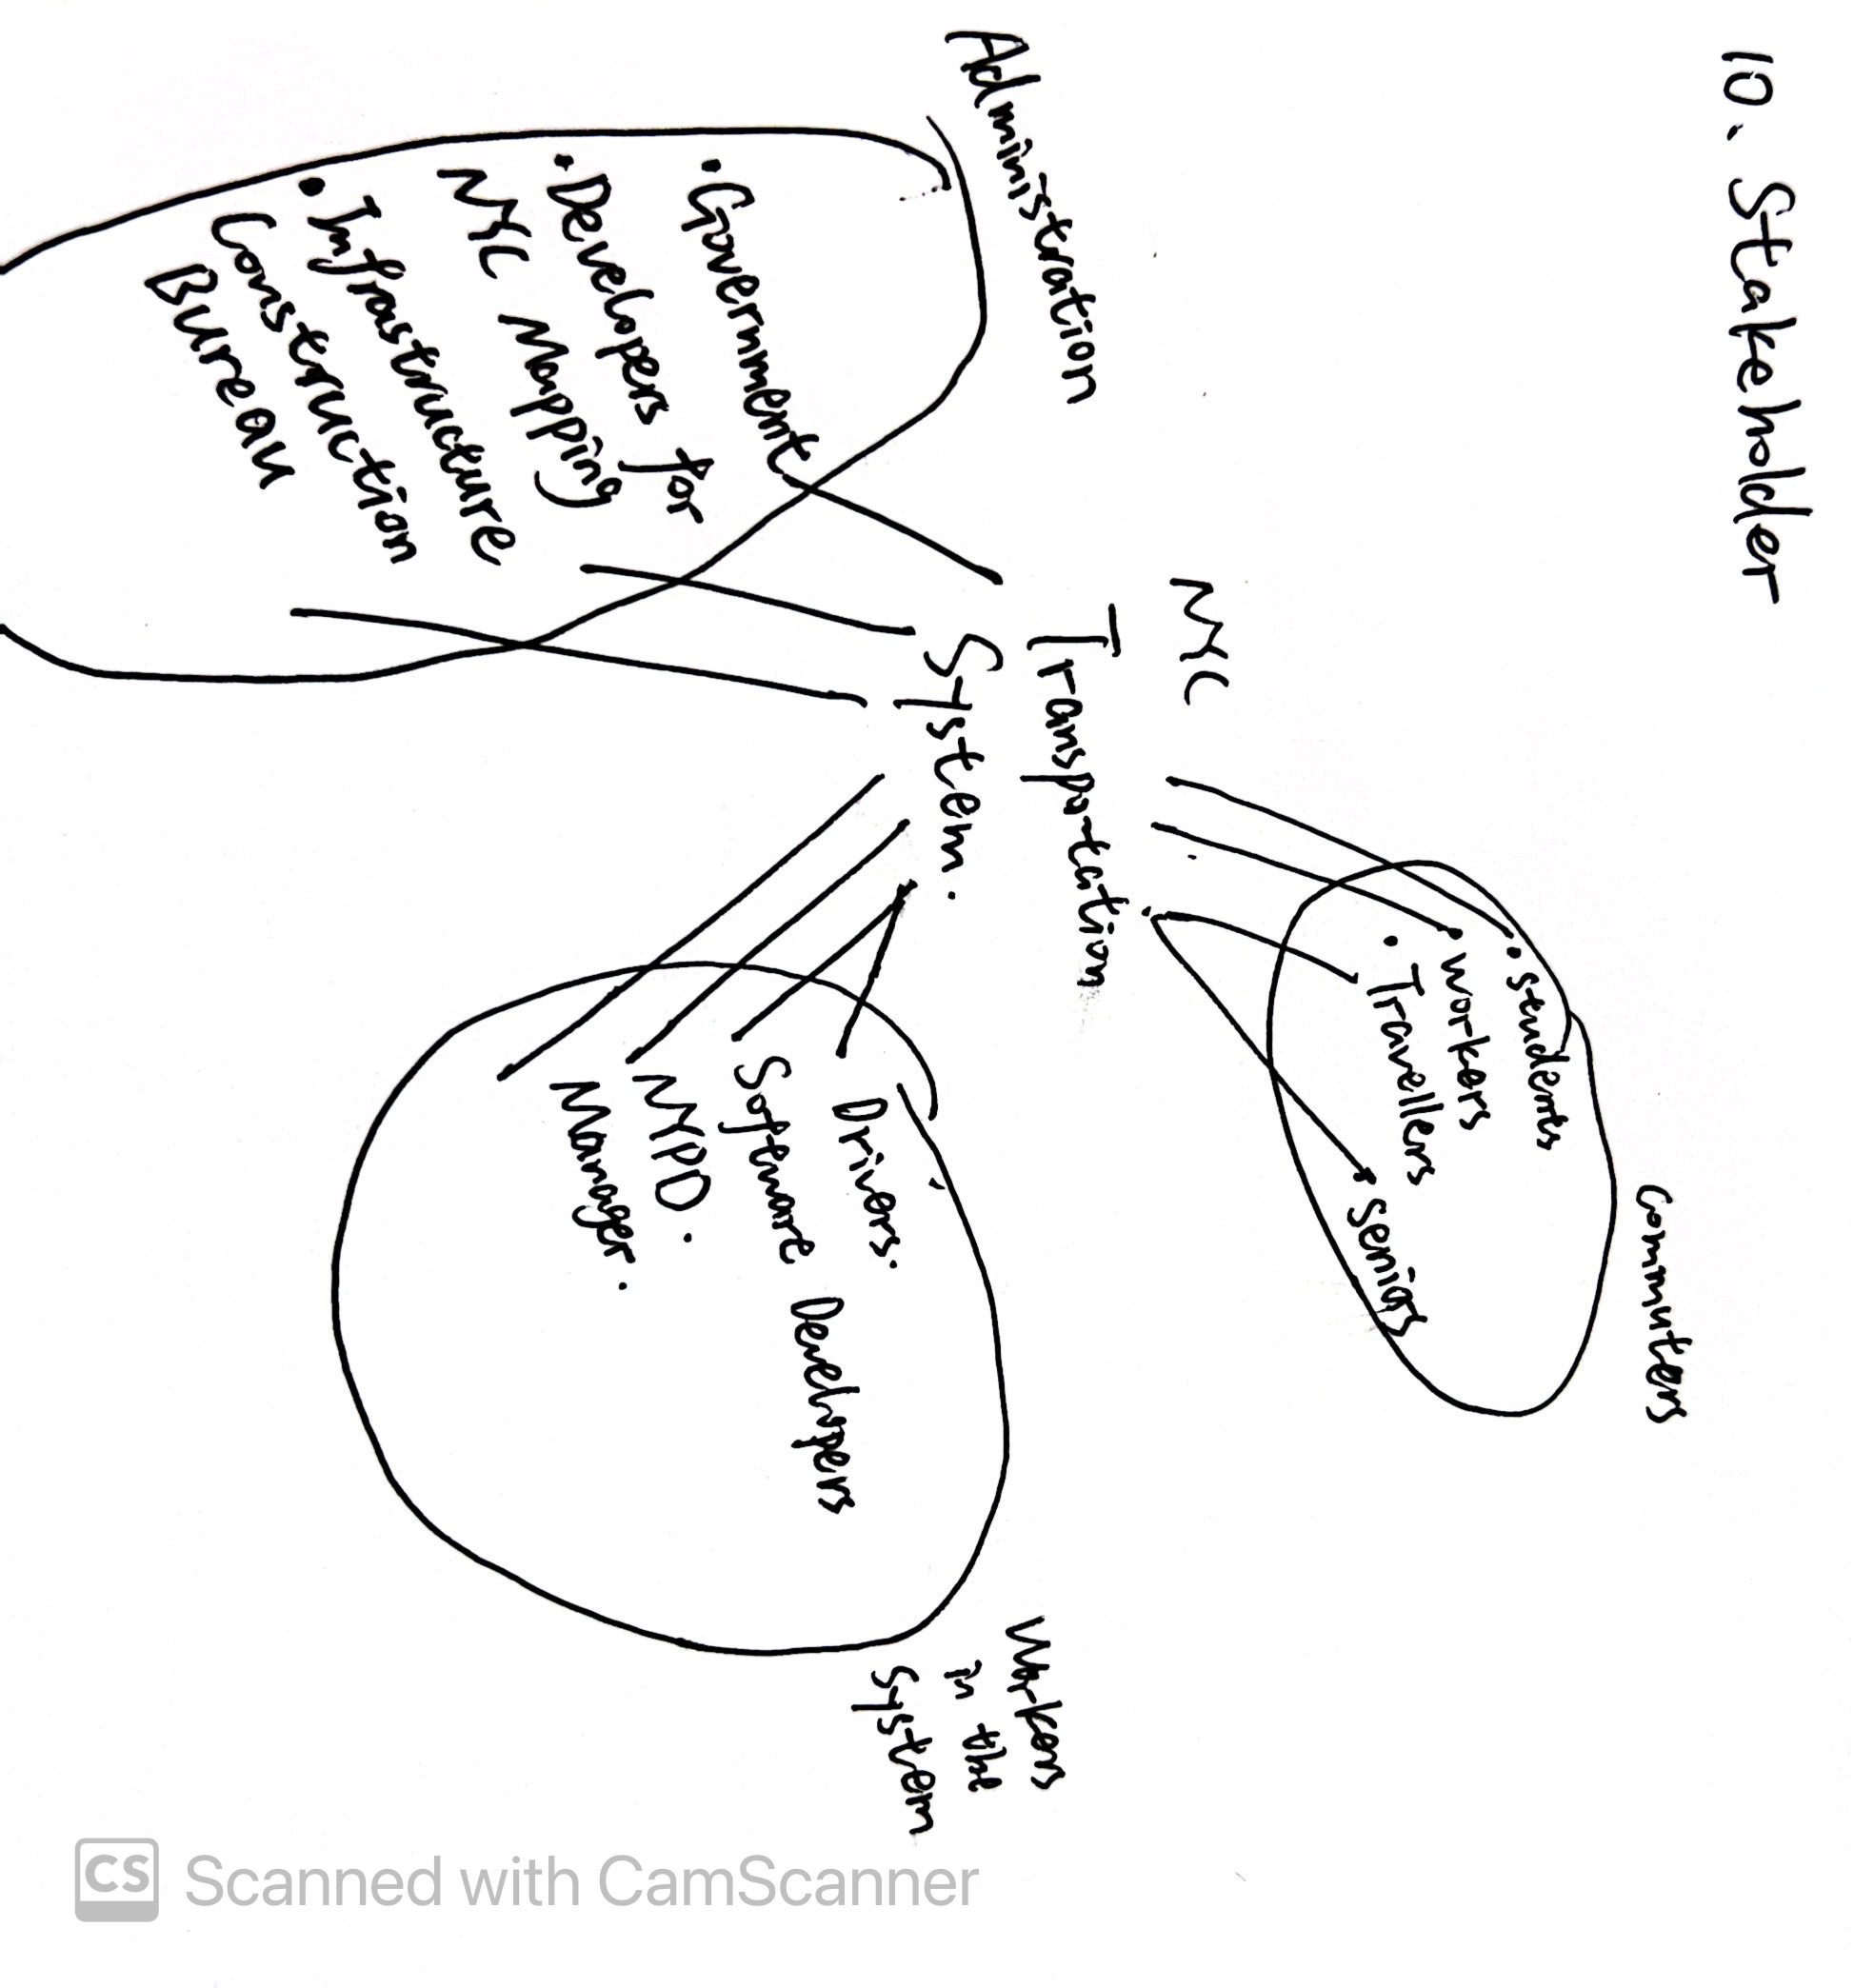 10. Stakeholder
Administration
• Government
• Developers for
NYC Mapping
• Infrastructure
Construction
Bureau
NYC
Transportation
System.
Commuters
• Students
• Workers
• Travellers
• Seniors
Drivers.
Software Developers
NYPD.
Manager.
Workers
in the
System
CS Scanned with CamScanner